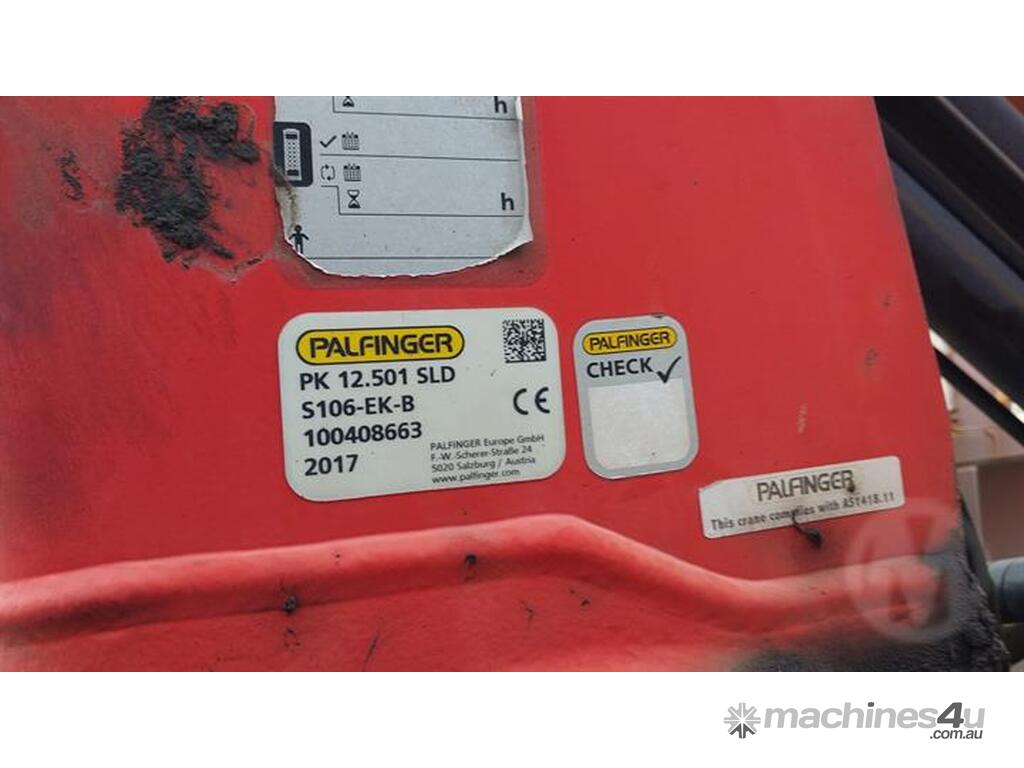 h
h
PALFINGER
PK 12.501 SLD
S106-EK-B
100408663
2017
CE
PALFINGER Europe GmbH
F.-W.-Scherer-Straße 24
5020 Salzburg / Austria
www.palfinger.com
PALFINGER
CHECK
PALFINGER
This crane complies with AS1418.11
machines4u
.com.au